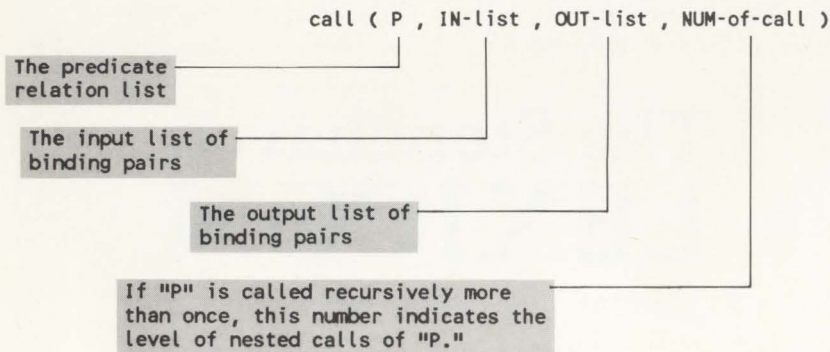 call ( P , IN-list , OUT-list , NUM-of-call )
The predicate
relation list
The input list of
binding pairs
The output list of
binding pairs
If "P" is called recursively more
than once, this number indicates the
level of nested calls of "P."